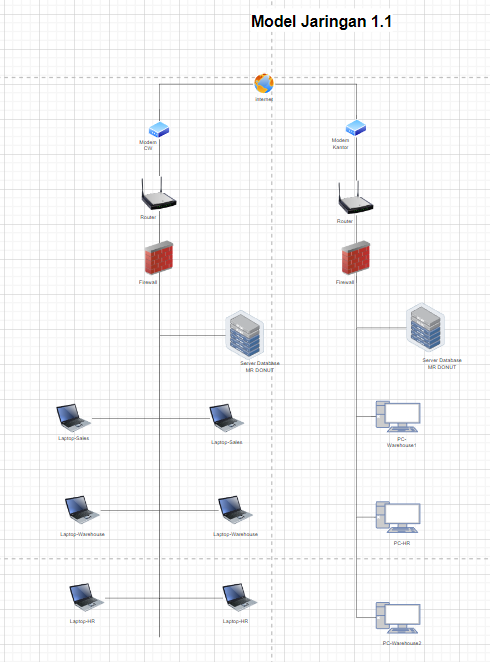 Model Jaringan 1.1
Internet
Modem
CW
Modem
Kantor
Router
Router
Firewall
Firewall
Server Database
MR DONUT
Server Database
MR DONUT
Laptop-Sales
Laptop-Sales
PC-
Warehouse1
Laptop-Warehouse
Laptop-Warehouse
PC-HR
Laptop-HR
Laptop-HR
PC-Warehouse2